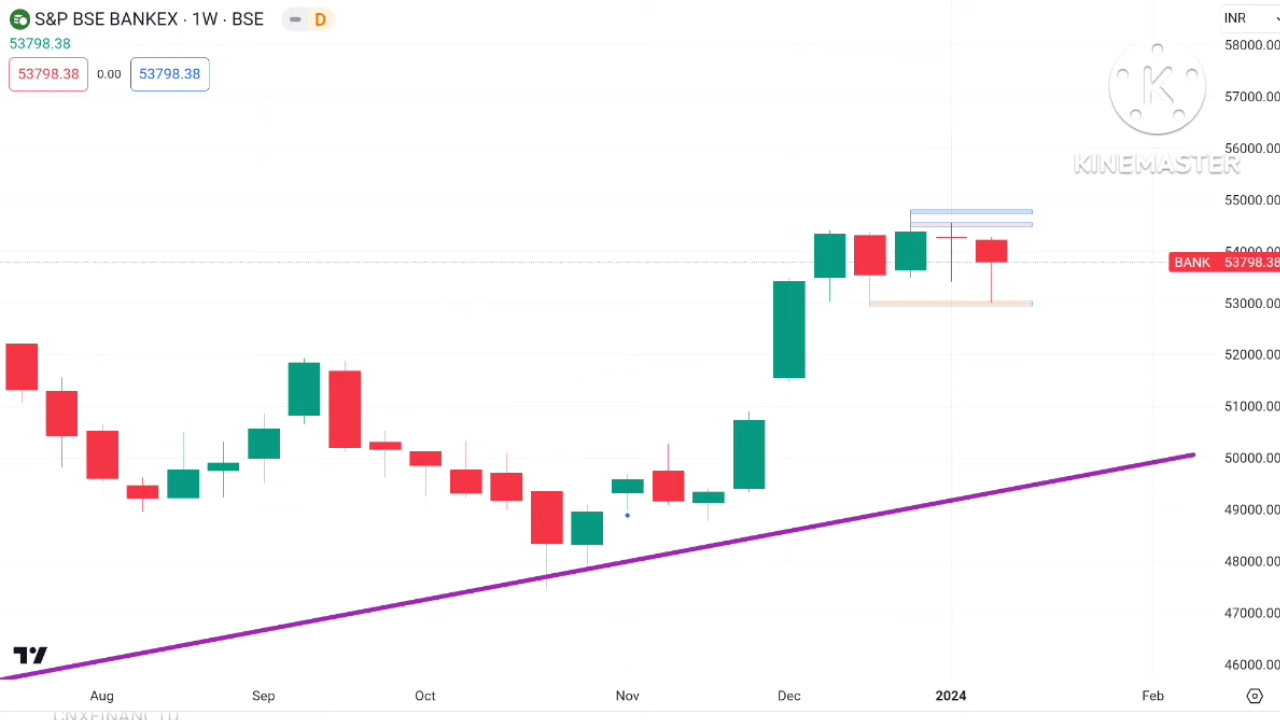 S&P BSE BANKEX · 1W · BSE
D
53798.38
53798.38 0.00 53798.38
INR
58000.00
57000.00
K
KINEMASTER
56000.00
55000.00
54000.00
BANK 53798.38
53000.00
52000.00
51000.00
50000.00
49000.00
48000.00
47000.00
46000.00
Aug Sep Oct Nov Dec 2024 Feb